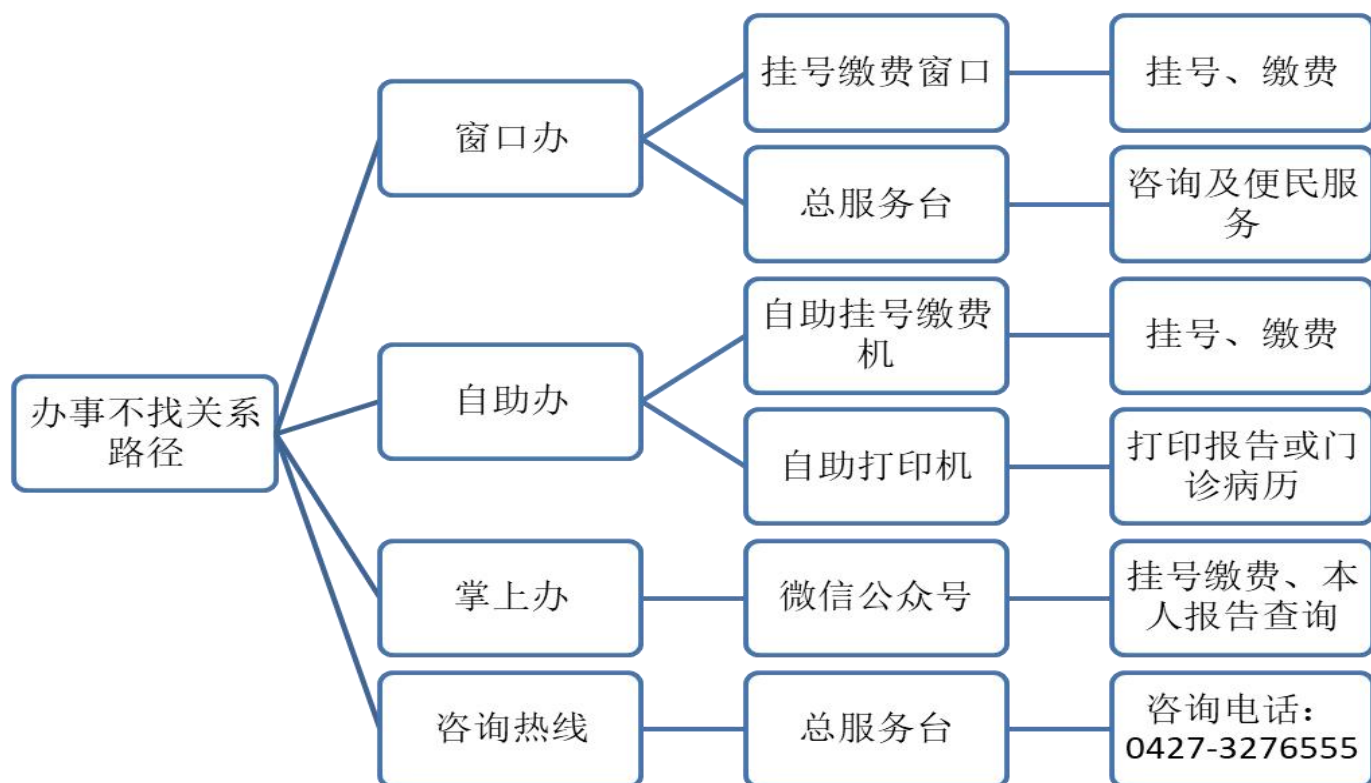 办事不找关系
路径
窗口办
挂号缴费窗口
挂号、缴费
总服务台
咨询及便民服
务
自助办
自助挂号缴费
机
挂号、缴费
自助打印机
打印报告或门
诊病历
掌上办
微信公众号
挂号缴费、本
人报告查询
咨询热线
总服务台
咨询电话：
0427-3276555